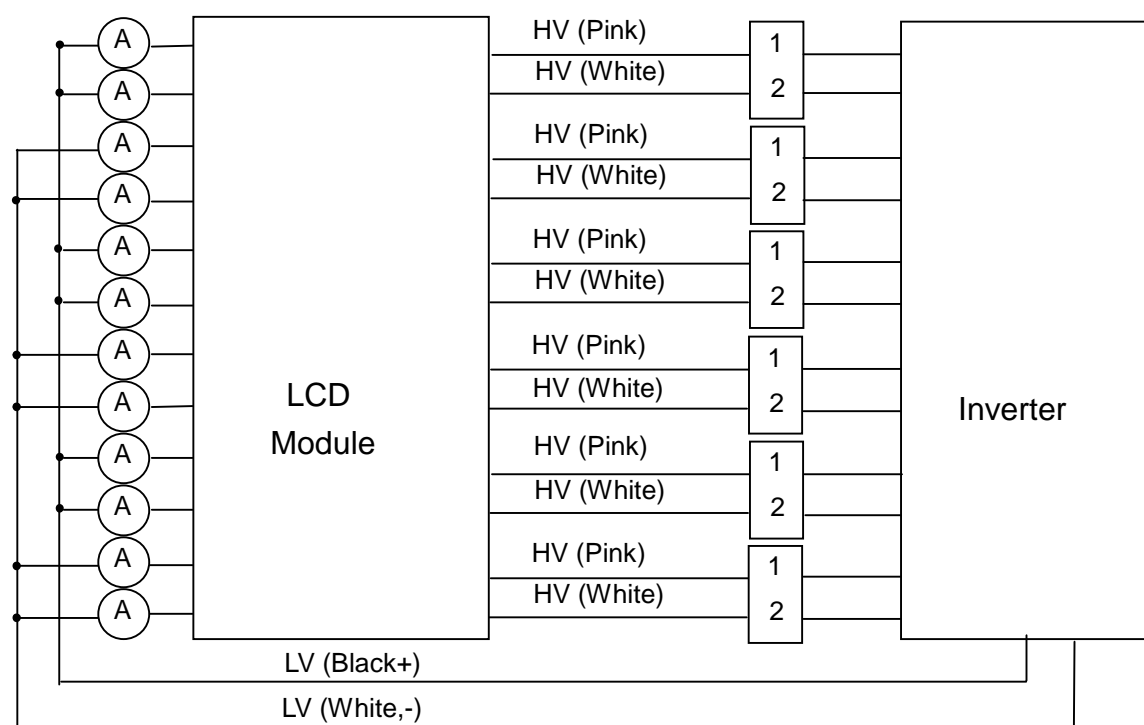 A
A
A
A
A
A
A
A
A
A
A
A
LCD
Module
HV (Pink)
HV (White)
HV (Pink)
HV (White)
HV (Pink)
HV (White)
HV (Pink)
HV (White)
HV (Pink)
HV (White)
HV (Pink)
HV (White)
1
2
1
2
1
2
1
2
1
2
1
2
Inverter
LV (Black+)
LV (White,-)